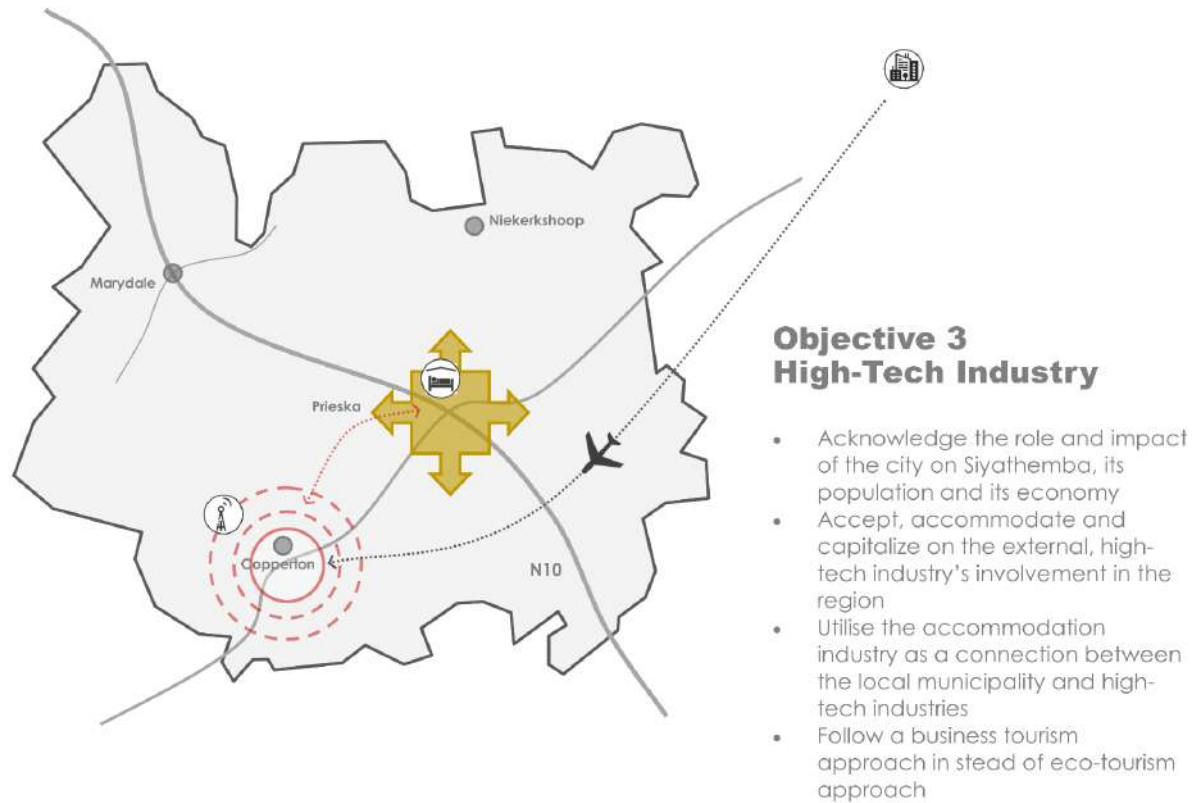 Niekerkshoop
Marydale
Prieska
Copperton
N10
Objective 3
High-Tech Industry
• Acknowledge the role and impact
of the city on Siyathemba, its
population and its economy
• Accept, accommodate and
capitalize on the external, high-
tech industry's involvement in the
region
• Utilise the accommodation
industry as a connection between
the local municipality and high-
tech industries
• Follow a business tourism
approach in stead of eco-tourism
approach